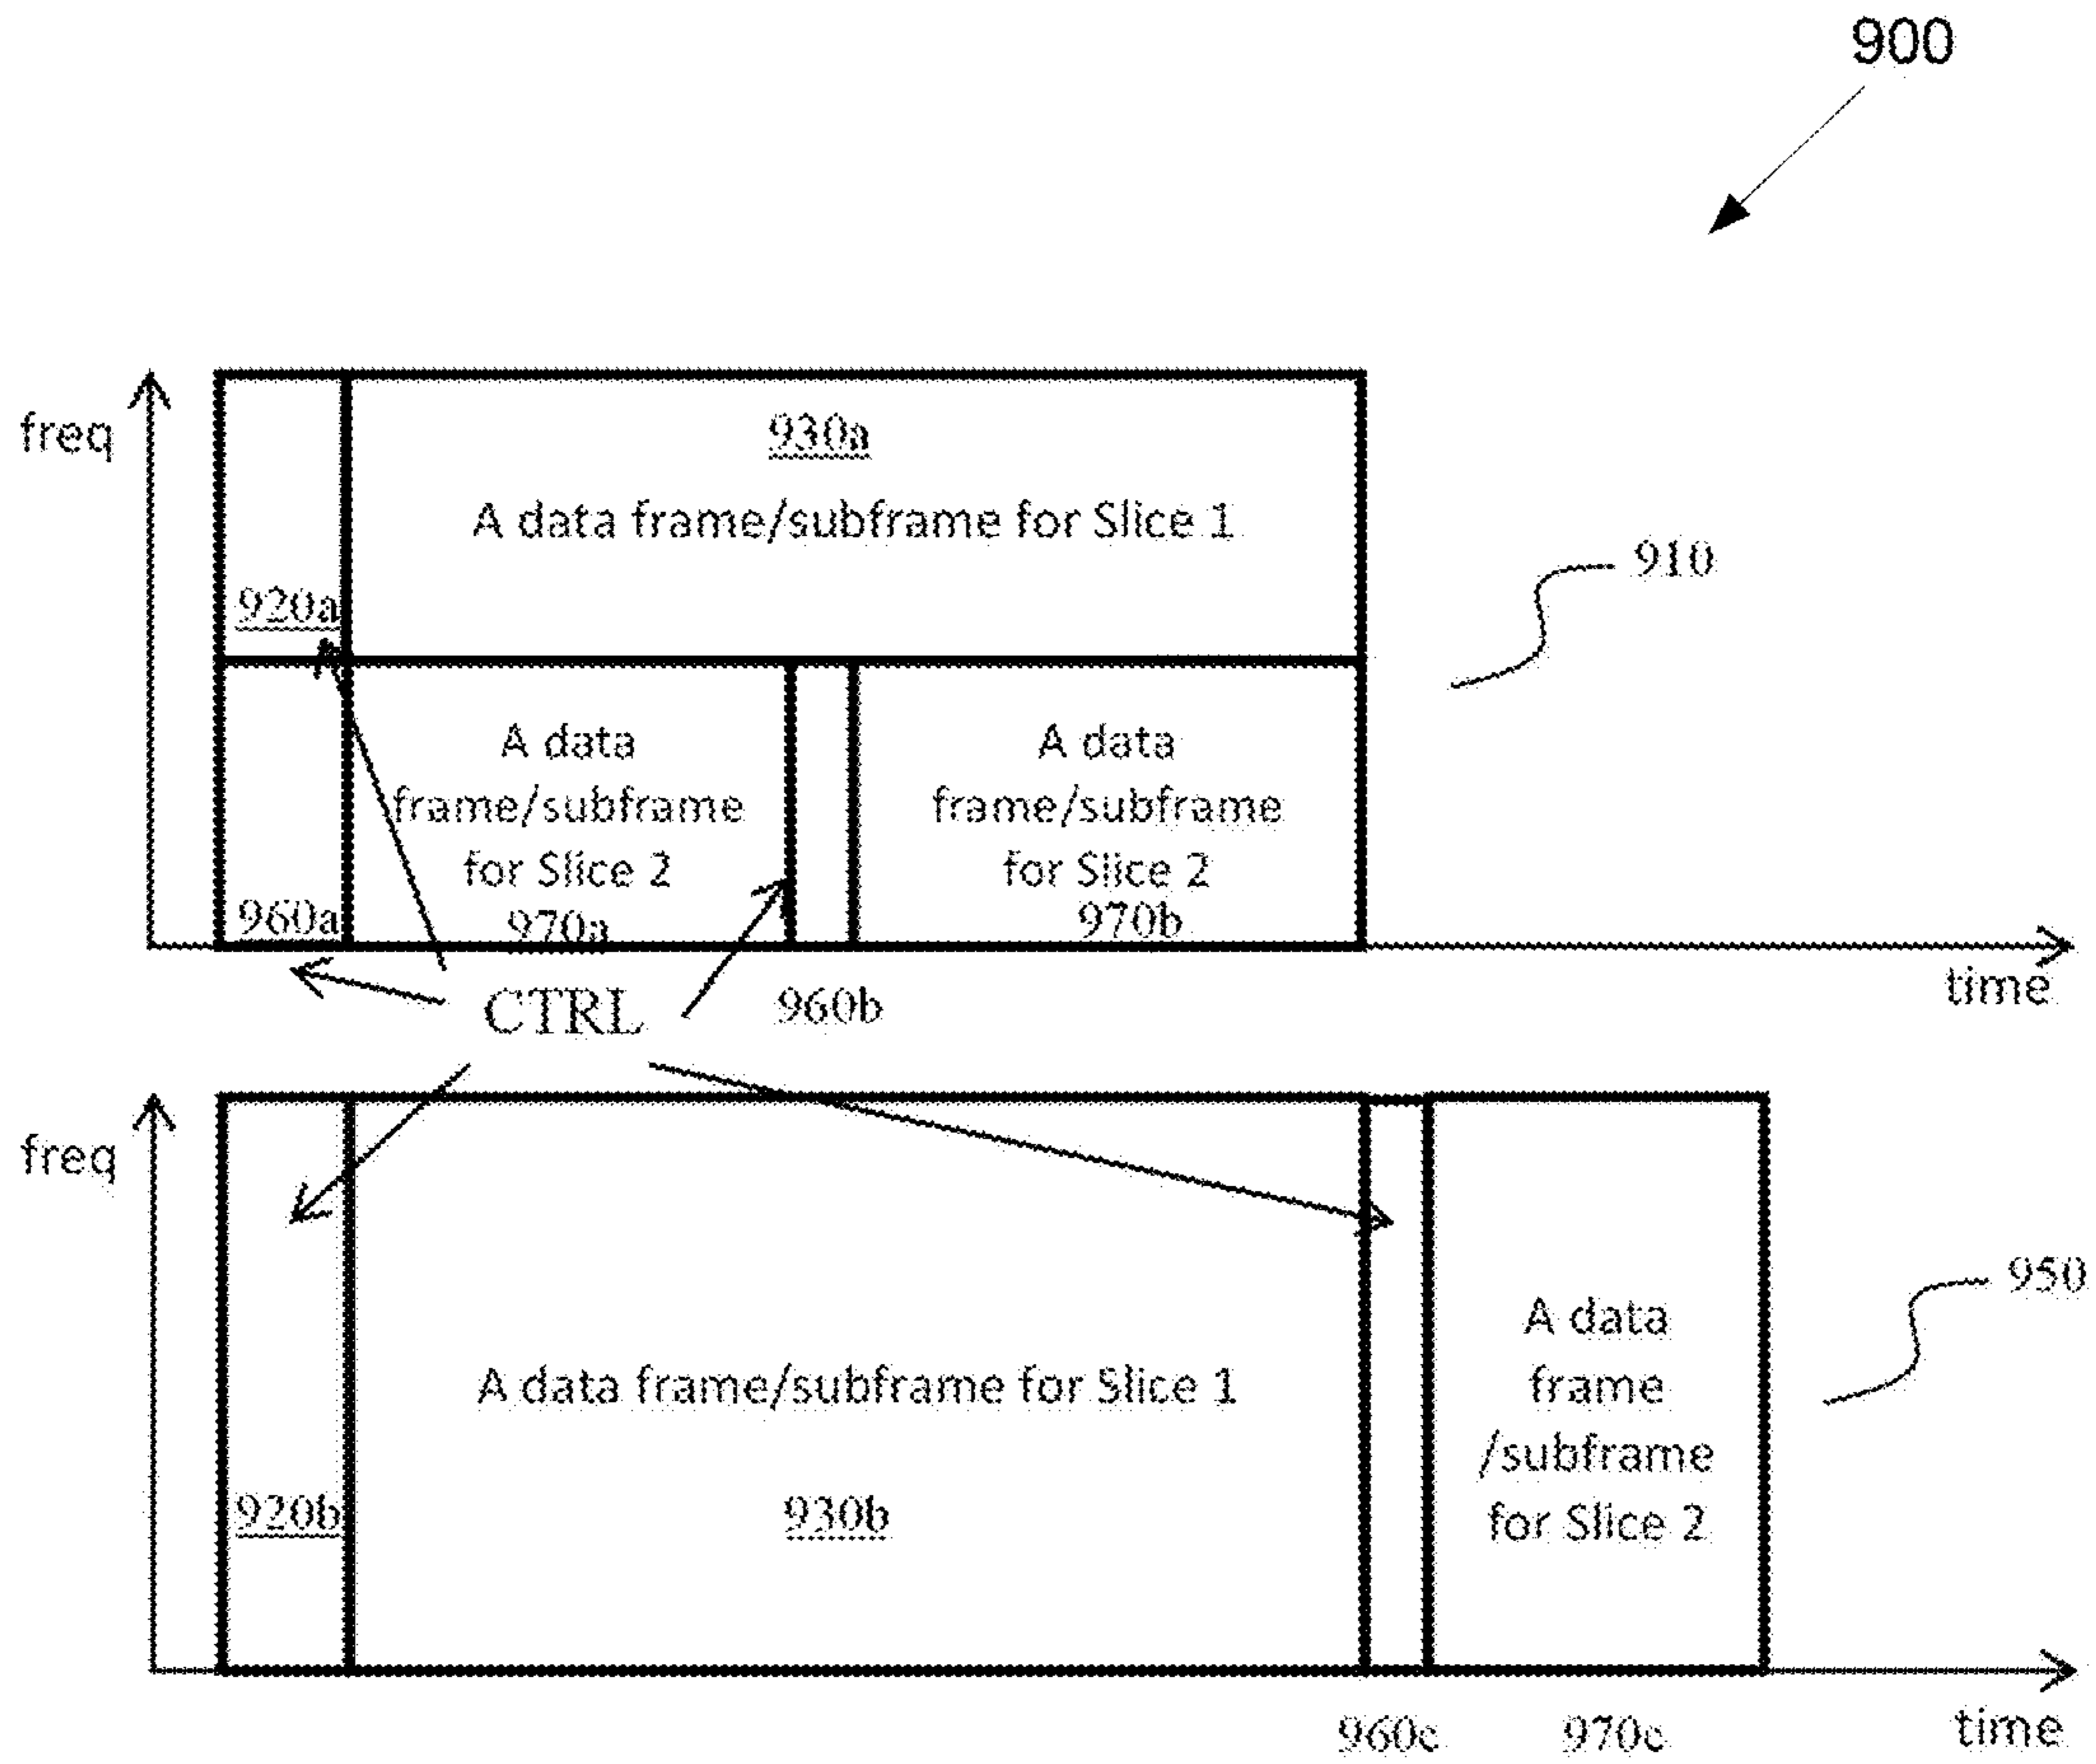 900
freq
930a
A data frame/subframe for Slice 1
910
920a
A data
frame/subframe
for Slice 2
970a
A data
frame/subframe
for Slice 2
970b
960a
time
CTRL
960b
freq
950
A data frame/subframe for Slice 1
A data
frame
/subframe
for Slice 2
920b
930b
960c
970c
time